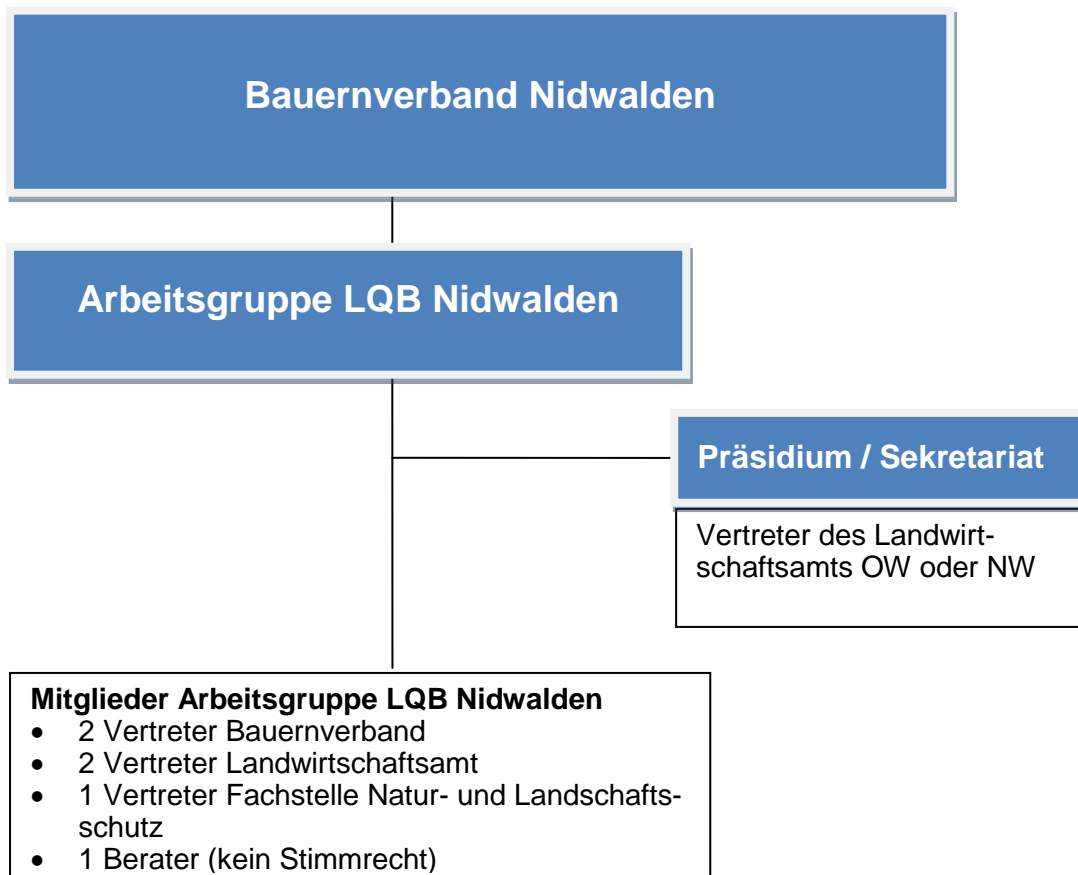 Bauernverband Nidwalden
Arbeitsgruppe LQB Nidwalden
Präsidium / Sekretariat
Vertreter des Landwirt-
schaftsamts OW oder NW
Mitglieder Arbeitsgruppe LQB Nidwalden
• 2 Vertreter Bauernverband
• 2 Vertreter Landwirtschaftsamt
• 1 Vertreter Fachstelle Natur- und Landschafts-
schutz
• 1 Berater (kein Stimmrecht)